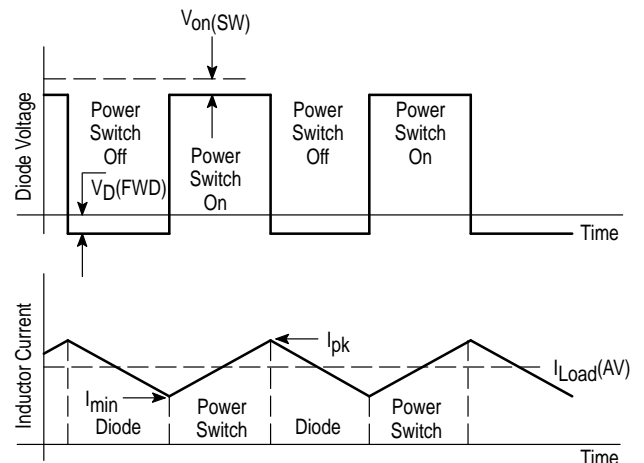 Von(SW)
Diode Voltage
Power
Switch
Off
Power
Switch
On
Power
Switch
Off
Power
Switch
On
VD(FWD)
Time
Inductor Current
Ipk
ILoad(AV)
Imin
Diode
Power
Switch
Diode
Power
Switch
Time